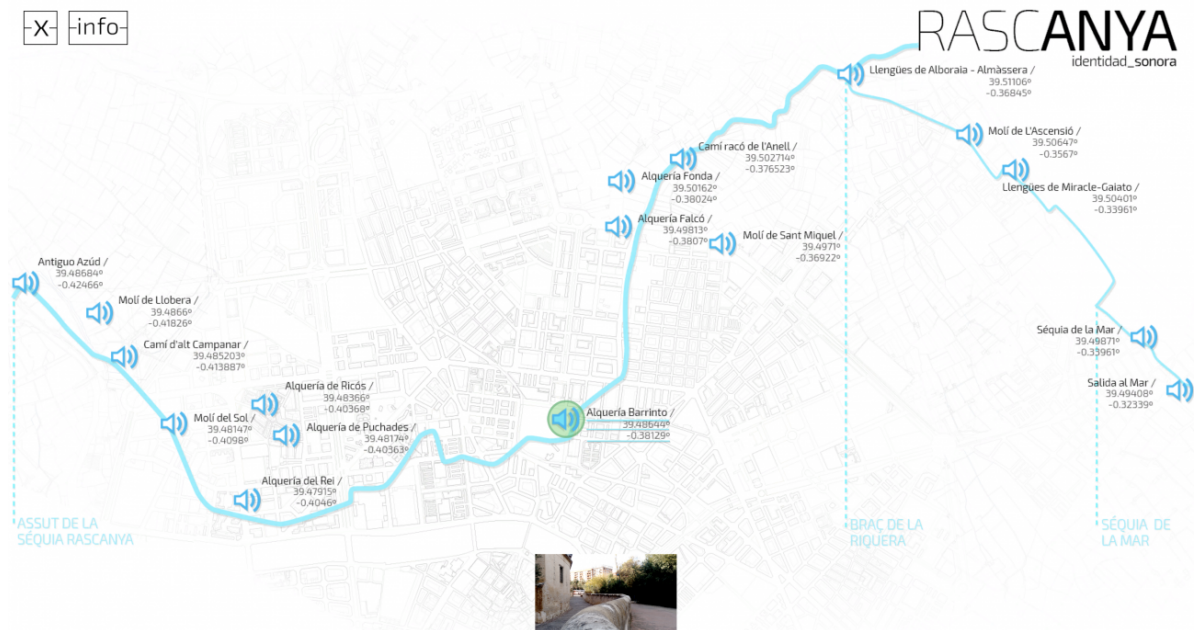 X
info
RASCANYA
identidad_sonora
Llengües de Alboraia - Almàssera /
39.51106º
-0.36845º
Molí de L'Ascensió /
39.50647º
-0.3567º
Camí racó de l'Anell /
39.502714º
-0.376523º
Alquería Fonda /
39.50162º
-0.38024º
Llengües de Miracle-Gaiato /
39.50401º
-0.33961º
Alquería Falcó /
39.49813º
-0.3807º
Molí de Sant Miquel /
39.4971º
-0.36922º
Antiguo Azúd /
39.48684º
-0.42466º
Molí de Llobera /
39.4866º
-0.41826º
Camí d'alt Campanar /
39.485203º
-0.413887º
Séquia de la Mar /
39.49871º
-0.33961º
Salida al Mar /
39.49408º
-0.32339º
Alquería de Ricós /
39.48366º
-0.40368º
Molí del Sol /
39.48147º
-0.4098º
Alquería de Puchades /
39.48174º
-0.40363º
Alquería Barrinto /
39.48644º
-0.38129º
Alquería del Rei /
39.47915º
-0.4046º
ASSUT DE LA
SÉQUIA RASCANYA
BRAÇ DE LA
RIQUERA
SÉQUIA DE
LA MAR